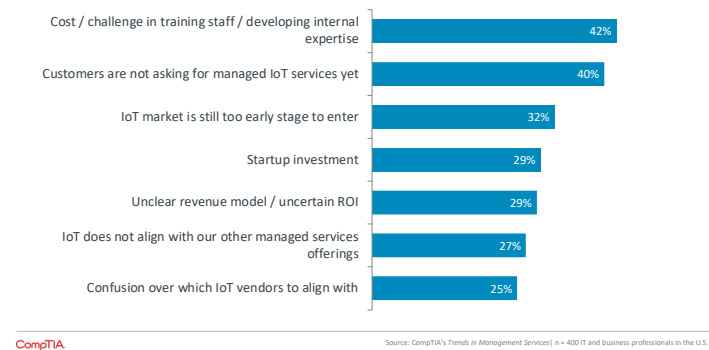 Cost / challenge in training staff / developing internal
expertise
42%
Customers are not asking for managed IoT services yet
40%
IoT market is still too early stage to enter
32%
Startup investment
29%
Unclear revenue model / uncertain ROI
29%
IoT does not align with our other managed services
offerings
27%
Confusion over which IoT vendors to align with
25%
CompTIA.
Source: CompTIA's Trends in Management Services| n = 400 IT and business professionals in the U.S.